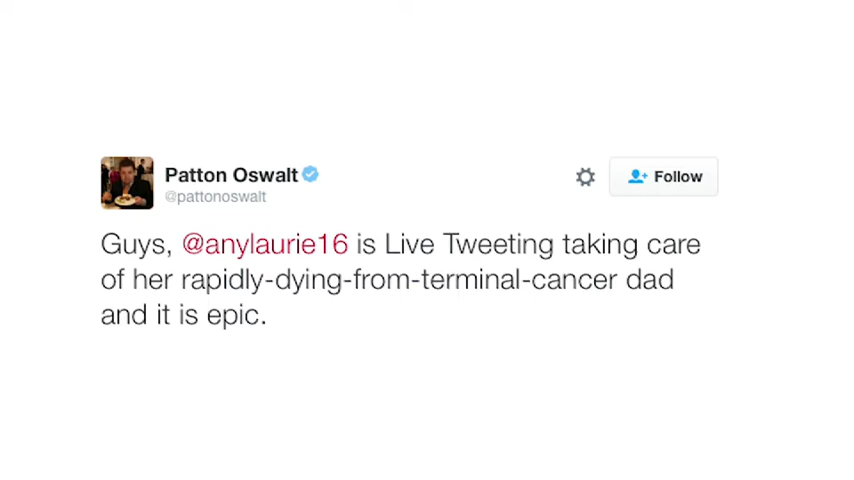 Patton Oswalt
@pattonoswalt
Follow
Guys, @anylaurie16 is Live Tweeting taking care
of her rapidly-dying-from-terminal-cancer dad
and it is epic.